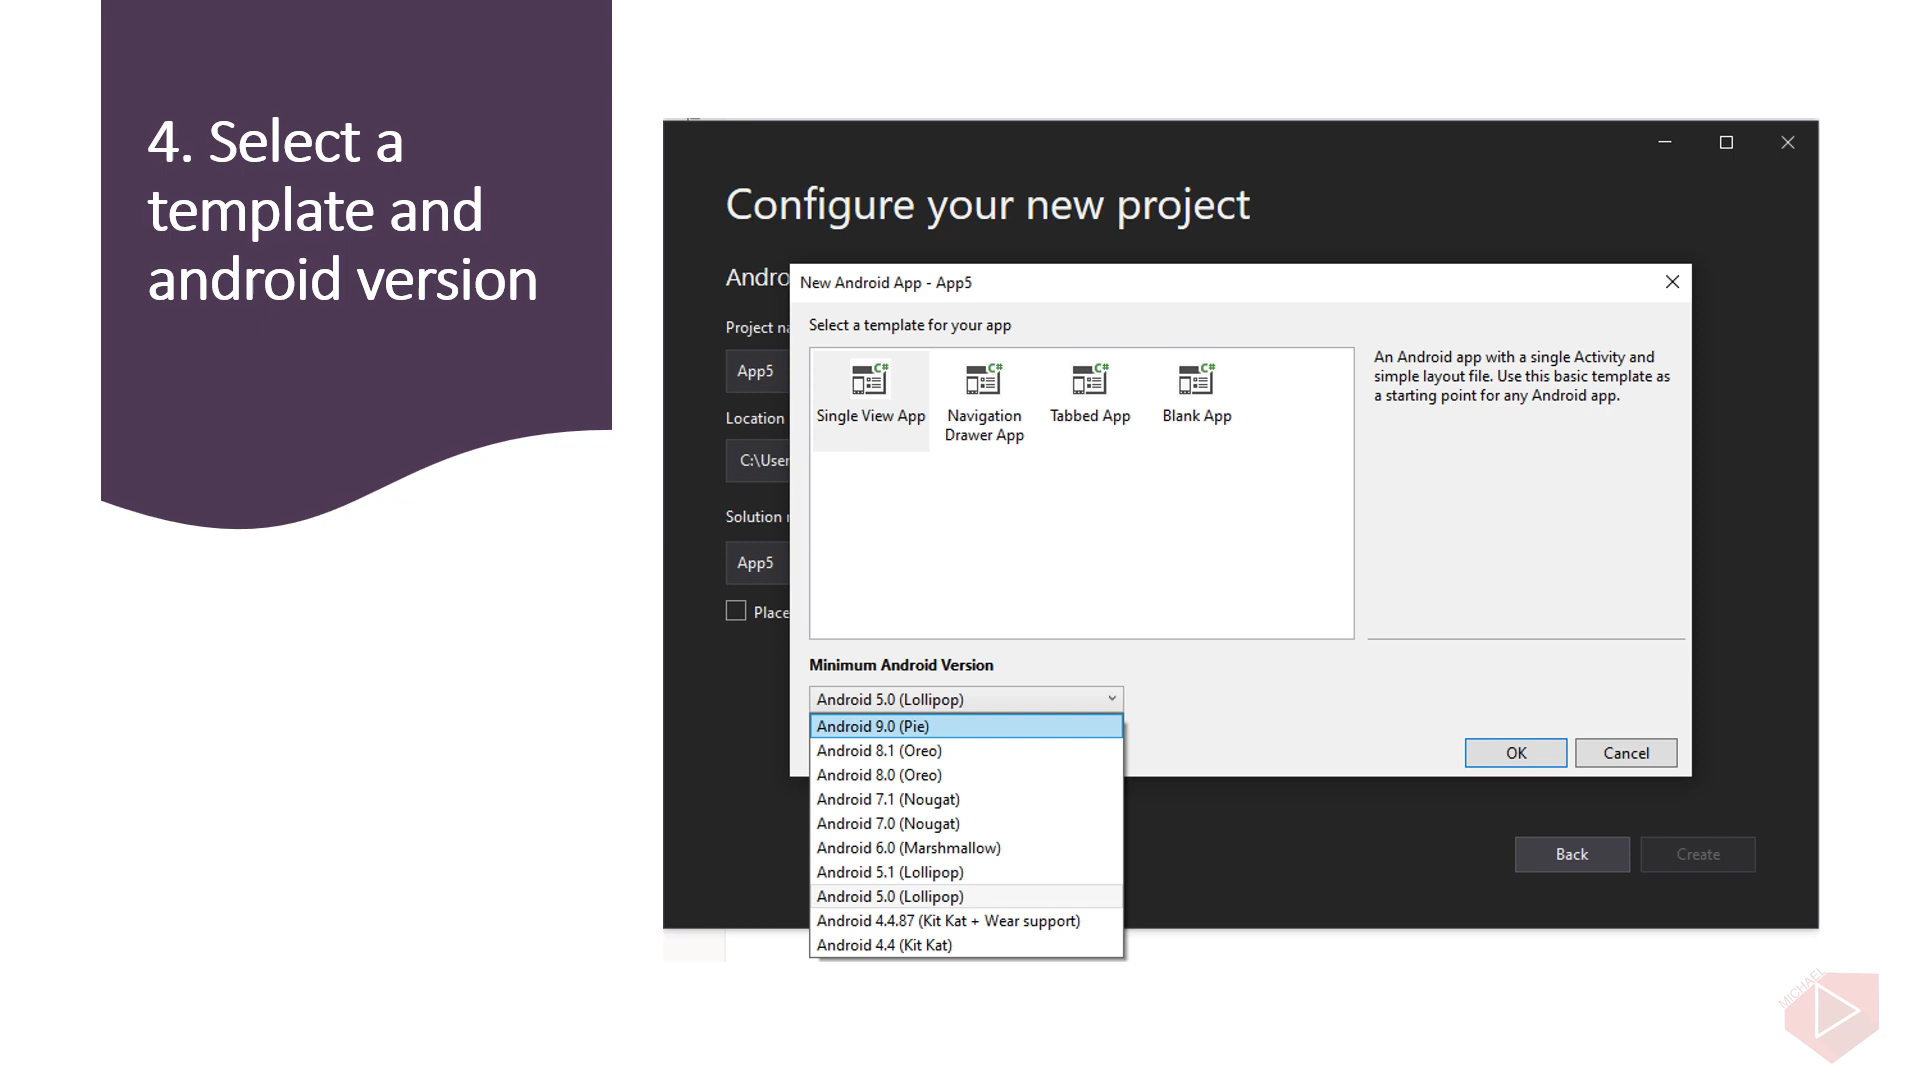 4. Select a
template and
android version
Configure your new project
Andro
New Android App - App5
Project na
Select a template for your app
App5
Single View App
Navigation
Drawer App
Tabbed App
Blank App
An Android app with a single Activity and
simple layout file. Use this basic template as
a starting point for any Android app.
Location
C:\User
Solution
App5
Place
Minimum Android Version
Android 5.0 (Lollipop)
Android 9.0 (Pie)
Android 8.1 (Oreo)
Android 8.0 (Oreo)
Android 7.1 (Nougat)
Android 7.0 (Nougat)
Android 6.0 (Marshmallow)
Android 5.1 (Lollipop)
Android 5.0 (Lollipop)
Android 4.4.87 (Kit Kat + Wear support)
Android 4.4 (Kit Kat)
OK
Cancel
Back
Create
MICHAEL